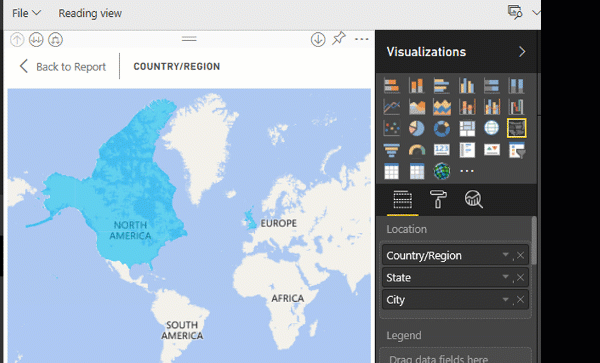 File
Reading view
Back to Report
COUNTRY/REGION
Visualizations
NORTH
AMERICA
EUROPE
AFRICA
SOUTH
AMERICA
Location
Country/Region
State
City
Legend
Drag data fields here